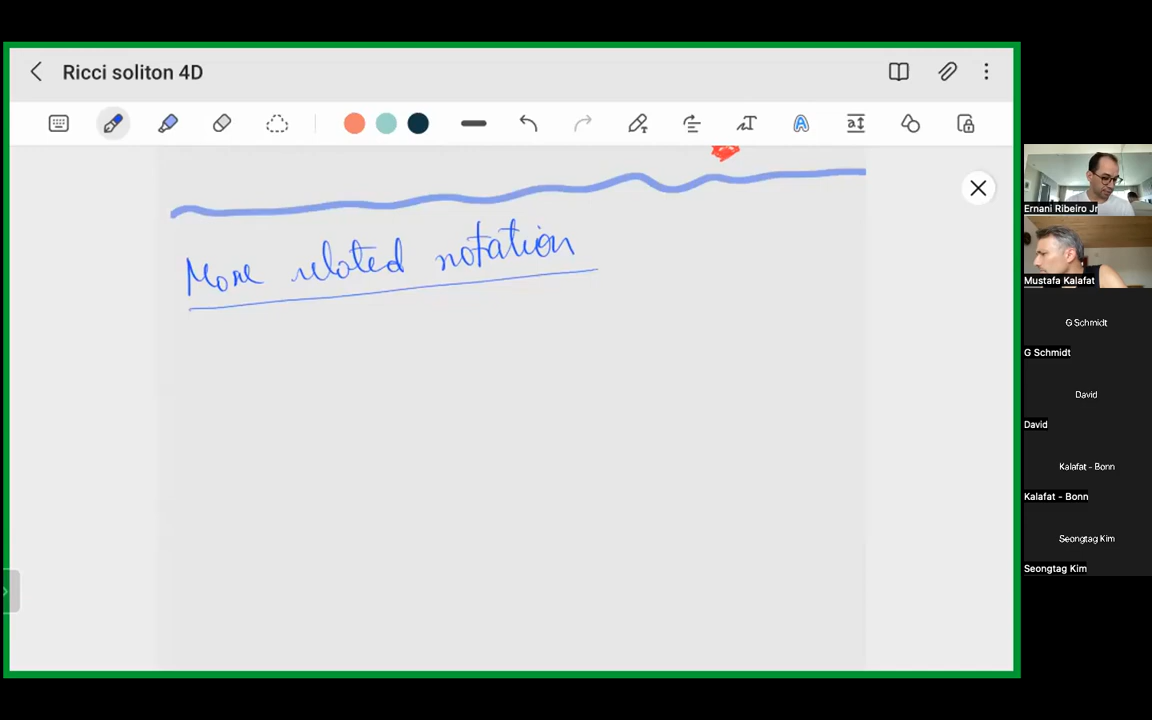 Ricci soliton 4D
More related notation
Ernani Ribeiro Jr
Mustafa Kalafat
G Schmidt
G Schmidt
David
David
Kalafat - Bonn
Kalafat - Bonn
Seongtag Kim
Seongtag Kim